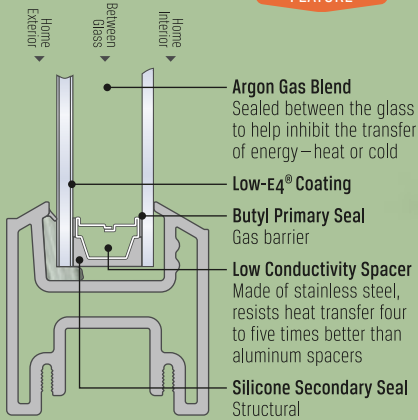 FEATURE
Home
Exterior
Between
Glass
Home
Interior
Argon Gas Blend
Sealed between the glass
to help inhibit the transfer
of energy—heat or cold
Low-E4® Coating
Butyl Primary Seal
Gas barrier
Low Conductivity Spacer
Made of stainless steel,
resists heat transfer four
to five times better than
aluminum spacers
Silicone Secondary Seal
Structural